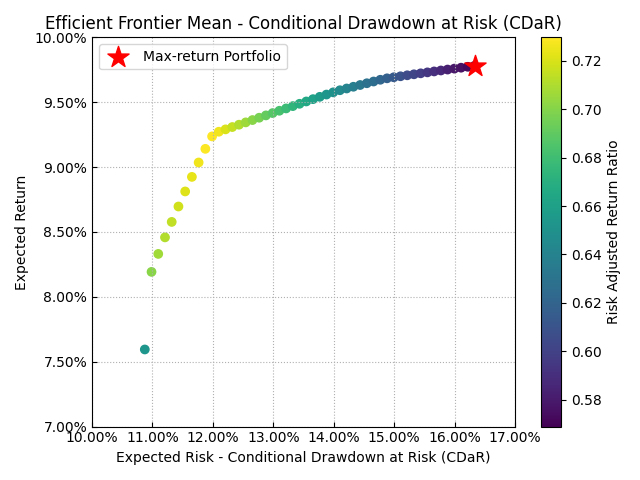 Efficient Frontier Mean - Conditional Drawdown at Risk (CDaR)
Max-return Portfolio
Expected Return
10.00%
9.50%
9.00%
8.50%
8.00%
7.50%
7.00%
10.00% 11.00% 12.00% 13.00% 14.00% 15.00% 16.00% 17.00%
Expected Risk - Conditional Drawdown at Risk (CDaR)
0.72
0.70
0.68
0.66
0.64
0.62
0.60
0.58
Risk Adjusted Return Ratio